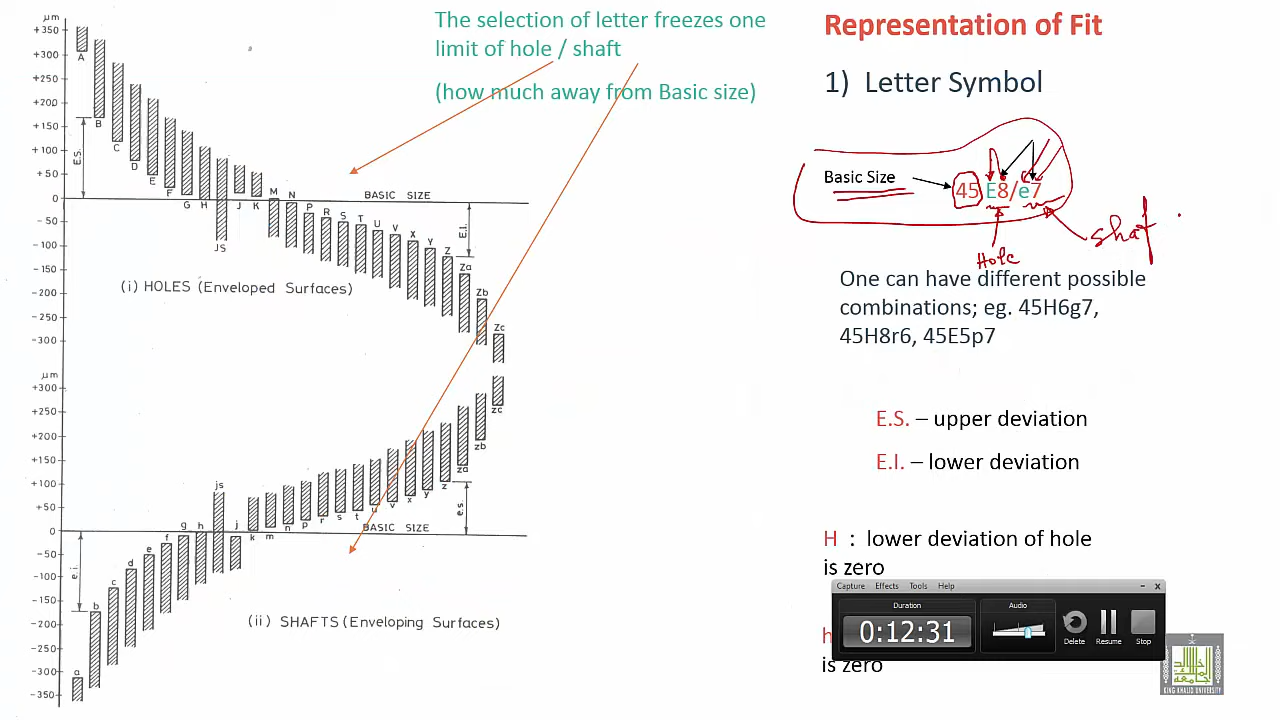 The selection of letter freezes one
limit of hole / shaft
(how much away from Basic size)
Representation of Fit
1) Letter Symbol
Basic Size
45E8/e7
Hole
shaf
One can have different possible
combinations; eg. 45H6g7,
45H8r6, 45E5p7
E.S. – upper deviation
E.I. – lower deviation
H : lower deviation of hole
is zero
h
is zero
µm
+350
+300
+250
+200
+150
+100
+50
0
−50
−100
−150
−200
−250
−300
A
B
C
D
E
F
G
H
JS
J
K
M
N
P
R
S
T
U
V
X
Y
Z
Za
Zb
Zc
E.S.
BASIC SIZE
E.I.
(i) HOLES (Enveloped Surfaces)
µm
+300
+250
+200
+150
+100
+50
0
−50
−100
−150
−200
−250
−300
−350
a
b
c
d
e
f
g
h
js
j
k
m
n
p
r
s
t
u
v
x
y
z
za
zb
zc
e.i.
BASIC SIZE
e.s.
(ii) SHAFTS (Enveloping Surfaces)
Capture Effects Tools Help
Duration
0:12:31
Audio
Delete
Resume
Stop
KING KHALID UNIVERSITY